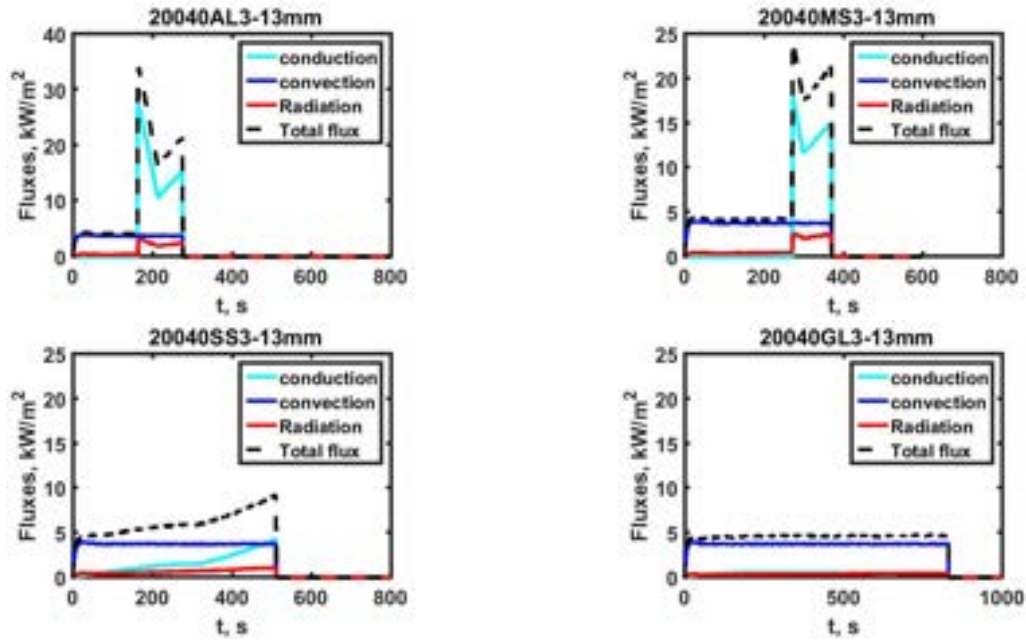 20040AL3-13mm
Fluxes, kW/m²
40
30
20
10
0
conduction
convection
Radiation
Total flux
0 200 400 600 800
t, s
20040MS3-13mm
Fluxes, kW/m²
25
20
15
10
5
0
conduction
convection
Radiation
Total flux
0 200 400 600 800
t, s
20040SS3-13mm
Fluxes, kW/m²
25
20
15
10
5
0
conduction
convection
Radiation
Total flux
0 200 400 600 800
t, s
20040GL3-13mm
Fluxes, kW/m²
25
20
15
10
5
0
conduction
convection
Radiation
Total flux
0 500 1000
t, s